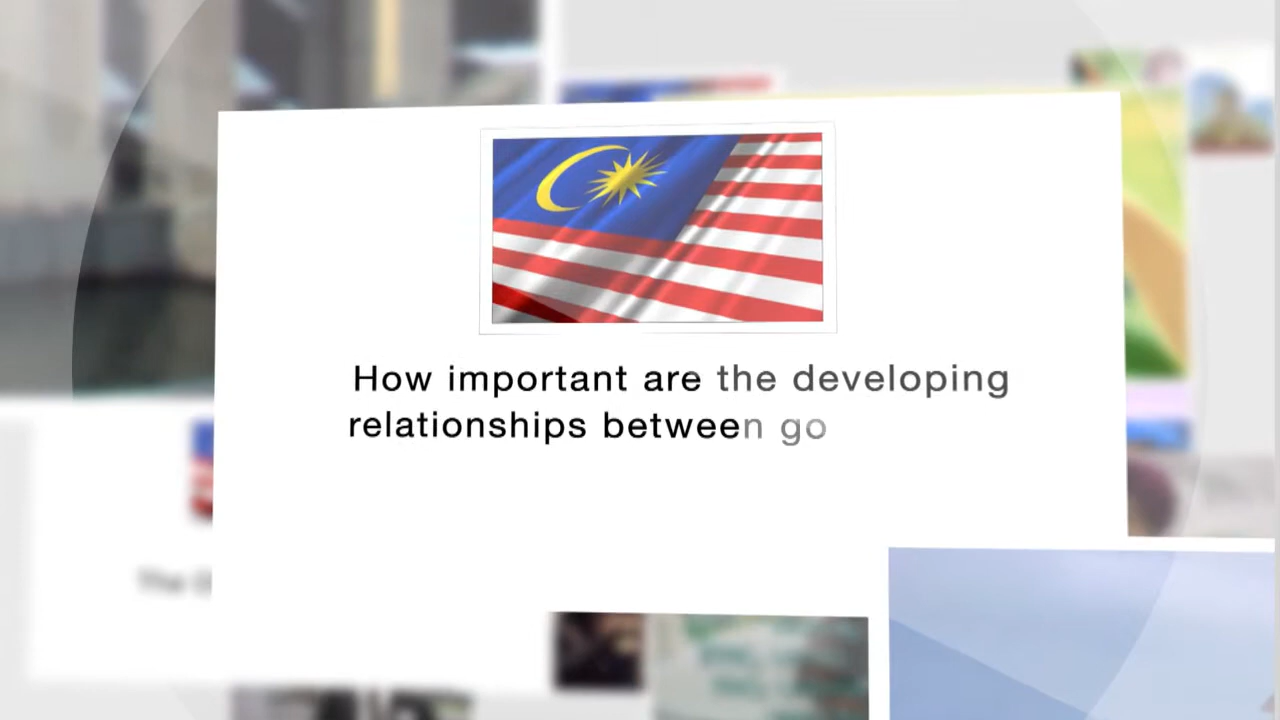 How important are the developing
relationships between go